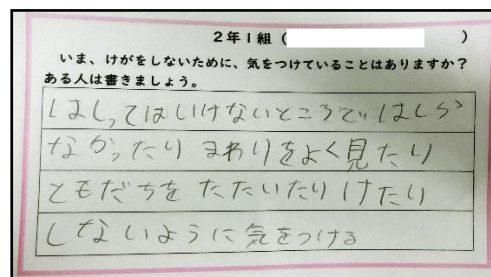 2年1組（　　　　　　　）
いま、けがをしないために、気をつけていることはありますか？
ある人は書きましょう。
はしってはいけないところで、はしら
なかったり まわりをよく見たり
ともだちを たたいたり けたり
しないように気をつける